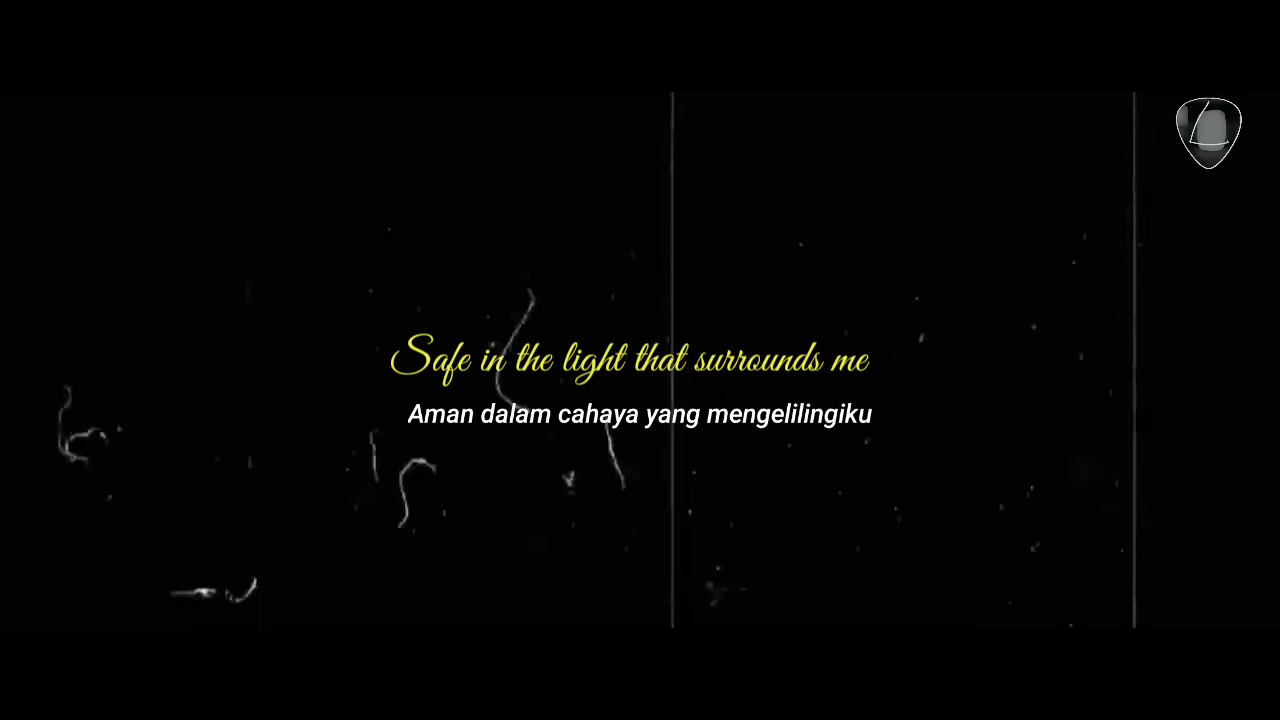 Safe in the light that surrounds me
Aman dalam cahaya yang mengelilingiku